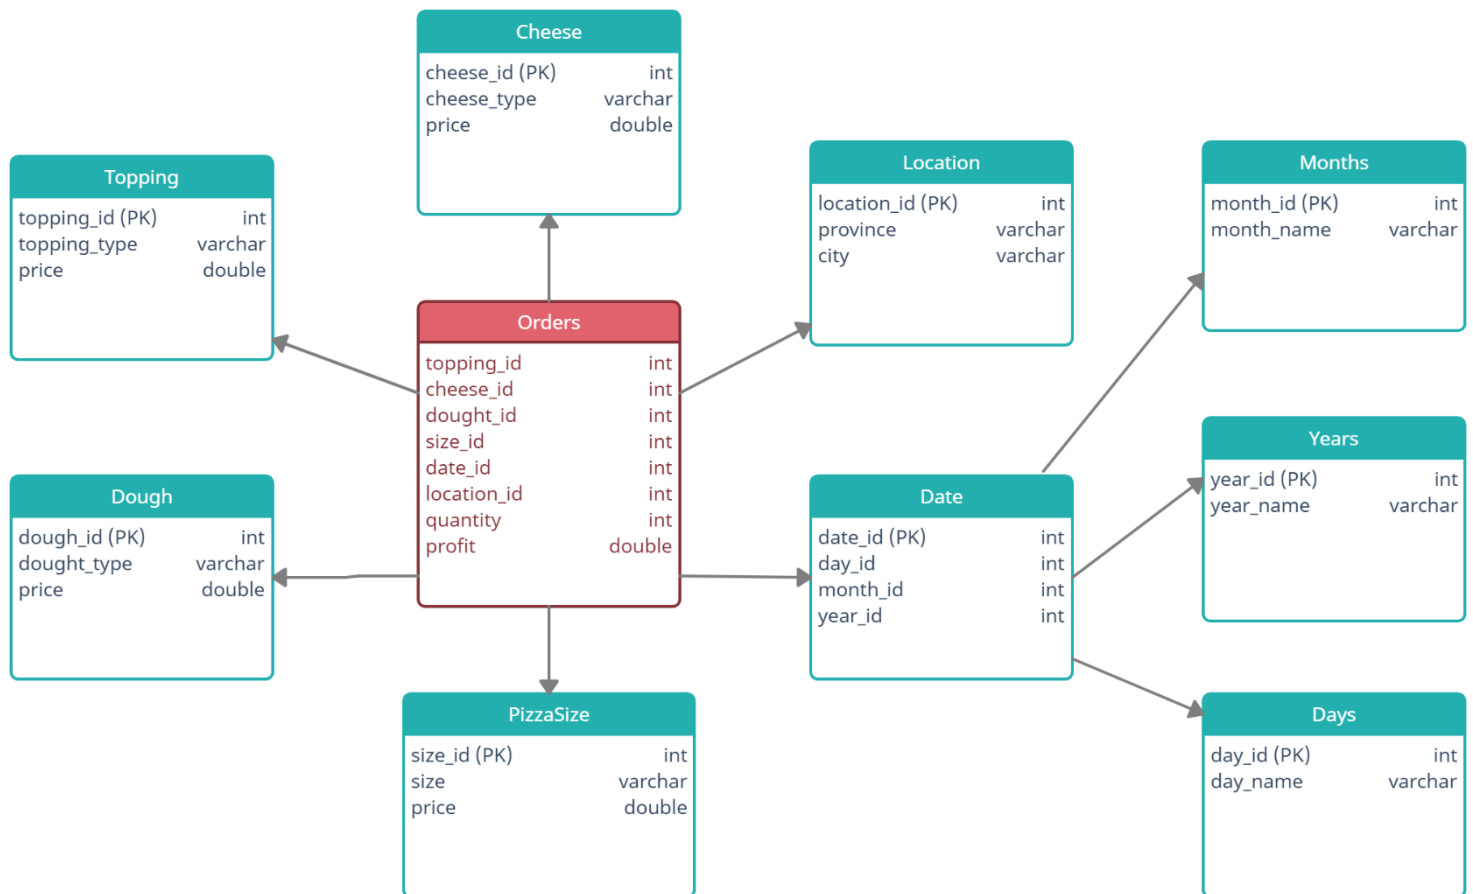 Cheese
cheese_id (PK) int
cheese_type varchar
price double
Topping
topping_id (PK) int
topping_type varchar
price double
Location
location_id (PK) int
province varchar
city varchar
Months
month_id (PK) int
month_name varchar
Orders
topping_id int
cheese_id int
dought_id int
size_id int
date_id int
location_id int
quantity int
profit double
Dough
dough_id (PK) int
dought_type varchar
price double
Date
date_id (PK) int
day_id int
month_id int
year_id int
Years
year_id (PK) int
year_name varchar
PizzaSize
size_id (PK) int
size varchar
price double
Days
day_id (PK) int
day_name varchar